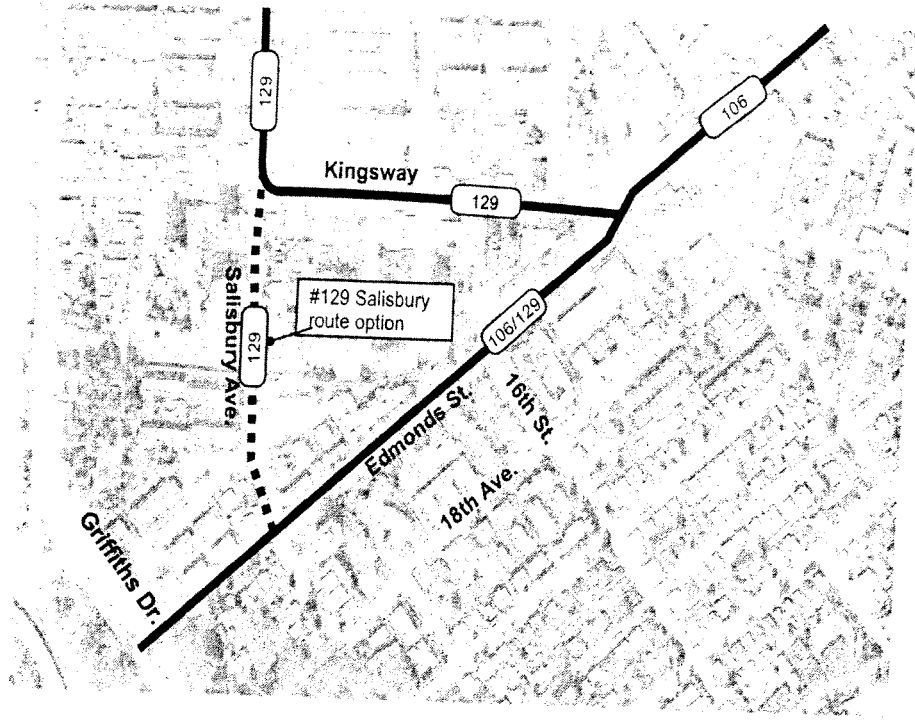 129
106
Kingsway
129
Salisbury Ave.
#129 Salisbury
route option
129
106/129
16th St.
Edmonds St.
18th Ave.
Griffiths Dr.